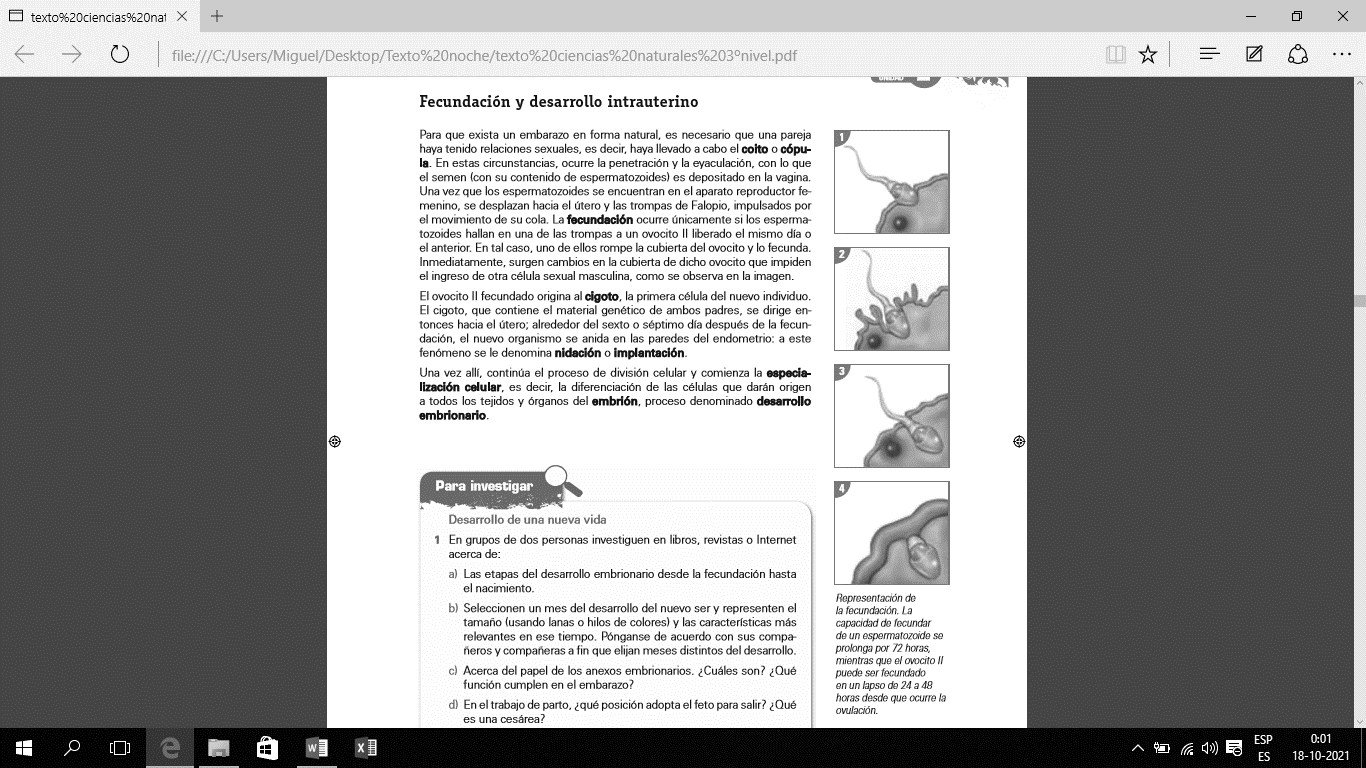 texto%20ciencias%20nat
file:///C:/Users/Miguel/Desktop/Texto%20noche/texto%20ciencias%20naturales%203ºnivel.pdf
UNIDAD
Fecundación y desarrollo intrauterino
Para que exista un embarazo en forma natural, es necesario que una pareja
haya tenido relaciones sexuales, es decir, haya llevado a cabo el coito o cópu-
la. En estas circunstancias, ocurre la penetración y la eyaculación, con lo que
el semen (con su contenido de espermatozoides) es depositado en la vagina.
Una vez que los espermatozoides se encuentran en el aparato reproductor fe-
menino, se desplazan hacia el útero y las trompas de Falopio, impulsados por
el movimiento de su cola. La fecundación ocurre únicamente si los esperma-
tozoides hallan en una de las trompas a un ovocito II liberado el mismo día o
el anterior. En tal caso, uno de ellos rompe la cubierta del ovocito y lo fecunda.
Inmediatamente, surgen cambios en la cubierta de dicho ovocito que impiden
el ingreso de otra célula sexual masculina, como se observa en la imagen.
El ovocito II fecundado origina al cigoto, la primera célula del nuevo individuo.
El cigoto, que contiene el material genético de ambos padres, se dirige en-
tonces hacia el útero; alrededor del sexto o séptimo día después de la fecun-
dación, el nuevo organismo se anida en las paredes del endometrio: a este
fenómeno se le denomina nidación o implantación.
Una vez allí, continúa el proceso de división celular y comienza la especia-
lización celular, es decir, la diferenciación de las células que darán origen
a todos los tejidos y órganos del embrión, proceso denominado desarrollo
embrionario.
Para investigar
Desarrollo de una nueva vida
1 En grupos de dos personas investiguen en libros, revistas o Internet
acerca de:
a) Las etapas del desarrollo embrionario desde la fecundación hasta
el nacimiento.
b) Seleccionen un mes del desarrollo del nuevo ser y representen el
tamaño (usando lanas o hilos de colores) y las características más
relevantes en ese tiempo. Pónganse de acuerdo con sus compa-
ñeros y compañeras a fin que elijan meses distintos del desarrollo.
c) Acerca del papel de los anexos embrionarios. ¿Cuáles son? ¿Qué
función cumplen en el embarazo?
d) En el trabajo de parto, ¿qué posición adopta el feto para salir? ¿Qué
es una cesárea?
1
2
3
4
Representación de
la fecundación. La
capacidad de fecundar
de un espermatozoide se
prolonga por 72 horas,
mientras que el ovocito II
puede ser fecundado
en un lapso de 24 a 48
horas desde que ocurre la
ovulación.
ESP
ES
0:01
18-10-2021